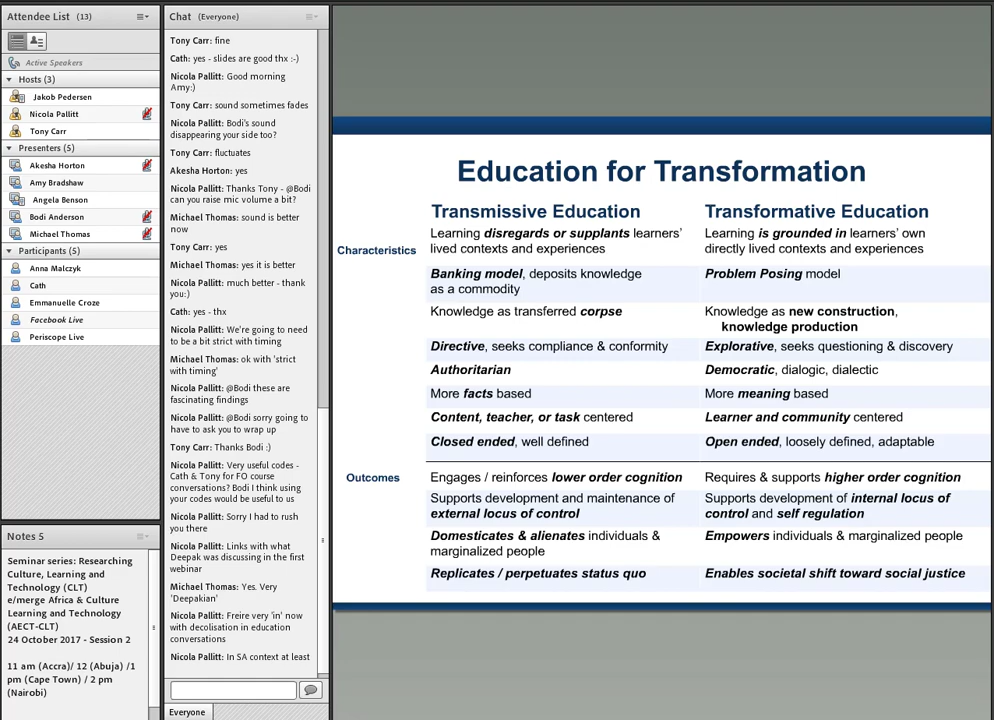 Attendee List (13)
Active Speakers
Hosts (3)
Jakob Pedersen
Nicola Pallitt
Tony Carr
Presenters (5)
Akesha Horton
Amy Bradshaw
Angela Benson
Bodi Anderson
Michael Thomas
Participants (5)
Anna Malczyk
Cath
Emmanuelle Croze
Facebook Live
Periscope Live
Notes 5
Seminar series: Researching
Culture, Learning and
Technology (CLT)
e/merge Africa & Culture
Learning and Technology
(AECT-CLT)
24 October 2017 - Session 2
11 am (Accra)/ 12 (Abuja) /1
pm (Cape Town) / 2 pm
(Nairobi)
Chat (Everyone)
Tony Carr: fine
Cath: yes - slides are good thx :-)
Nicola Pallitt: Good morning
Amy:)
Tony Carr: sound sometimes fades
Nicola Pallitt: Bodi's sound
disappearing your side too?
Tony Carr: fluctuates
Akesha Horton: yes
Nicola Pallitt: Thanks Tony - @Bodi
can you raise mic volume a bit?
Michael Thomas: sound is better
now
Tony Carr: yes
Michael Thomas: yes it is better
Nicola Pallitt: much better - thank
you:)
Cath: yes - thx
Nicola Pallitt: We're going to need
to be a bit strict with timing
Michael Thomas: ok with 'strict
with timing'
Nicola Pallitt: @Bodi these are
fascinating findings
Nicola Pallitt: @Bodi sorry going to
have to ask you to wrap up
Tony Carr: Thanks Bodi :)
Nicola Pallitt: Very useful codes -
Cath & Tony for FO course
conversations? Bodi I think using
your codes would be useful to us
Nicola Pallitt: Sorry I had to rush
you there
Nicola Pallitt: Links with what
Deepak was discussing in the first
webinar
Michael Thomas: Yes. Very
'Deepakian'
Nicola Pallitt: Freire very 'in' now
with decolisation in education
conversations
Nicola Pallitt: In SA context at least
Everyone
Education for Transformation
Transmissive Education Transformative Education
Characteristics
Learning disregards or supplants learners'
lived contexts and experiences
Learning is grounded in learners' own
directly lived contexts and experiences
Banking model, deposits knowledge
as a commodity
Problem Posing model
Knowledge as transferred corpse
Knowledge as new construction,
knowledge production
Directive, seeks compliance & conformity
Explorative, seeks questioning & discovery
Authoritarian
Democratic, dialogic, dialectic
More facts based
More meaning based
Content, teacher, or task centered
Learner and community centered
Closed ended, well defined
Open ended, loosely defined, adaptable
Outcomes
Engages / reinforces lower order cognition
Requires & supports higher order cognition
Supports development and maintenance of
external locus of control
Supports development of internal locus of
control and self regulation
Domesticates & alienates individuals &
marginalized people
Empowers individuals & marginalized people
Replicates / perpetuates status quo
Enables societal shift toward social justice